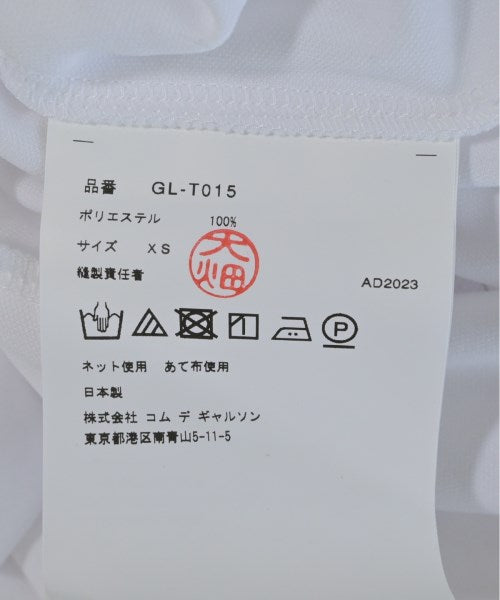 品番 GL-T015
ポリエステル 100%
サイズ XS
大畑
縫製責任者
AD2023
P
ネット使用 あて布使用
日本製
株式会社 コム デ ギャルソン
東京都港区南青山5-11-5